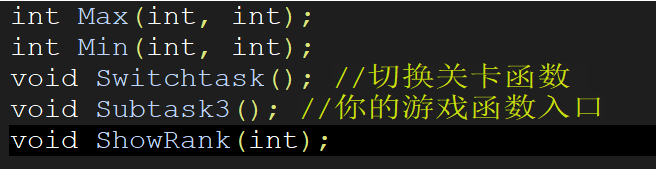 int Max(int, int);
int Min(int, int);
void Switchtask(); //切换关卡函数
void Subtask3(); //你的游戏函数入口
void ShowRank(int);